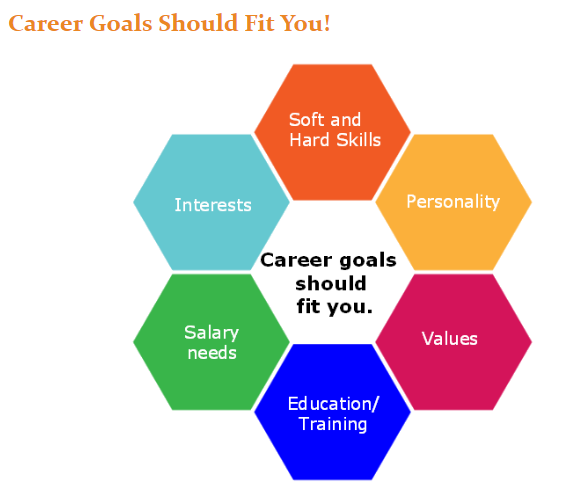 Career Goals Should Fit You!
Soft and
Hard Skills
Personality
Interests
Career goals
should
fit you.
Salary
needs
Values
Education/
Training